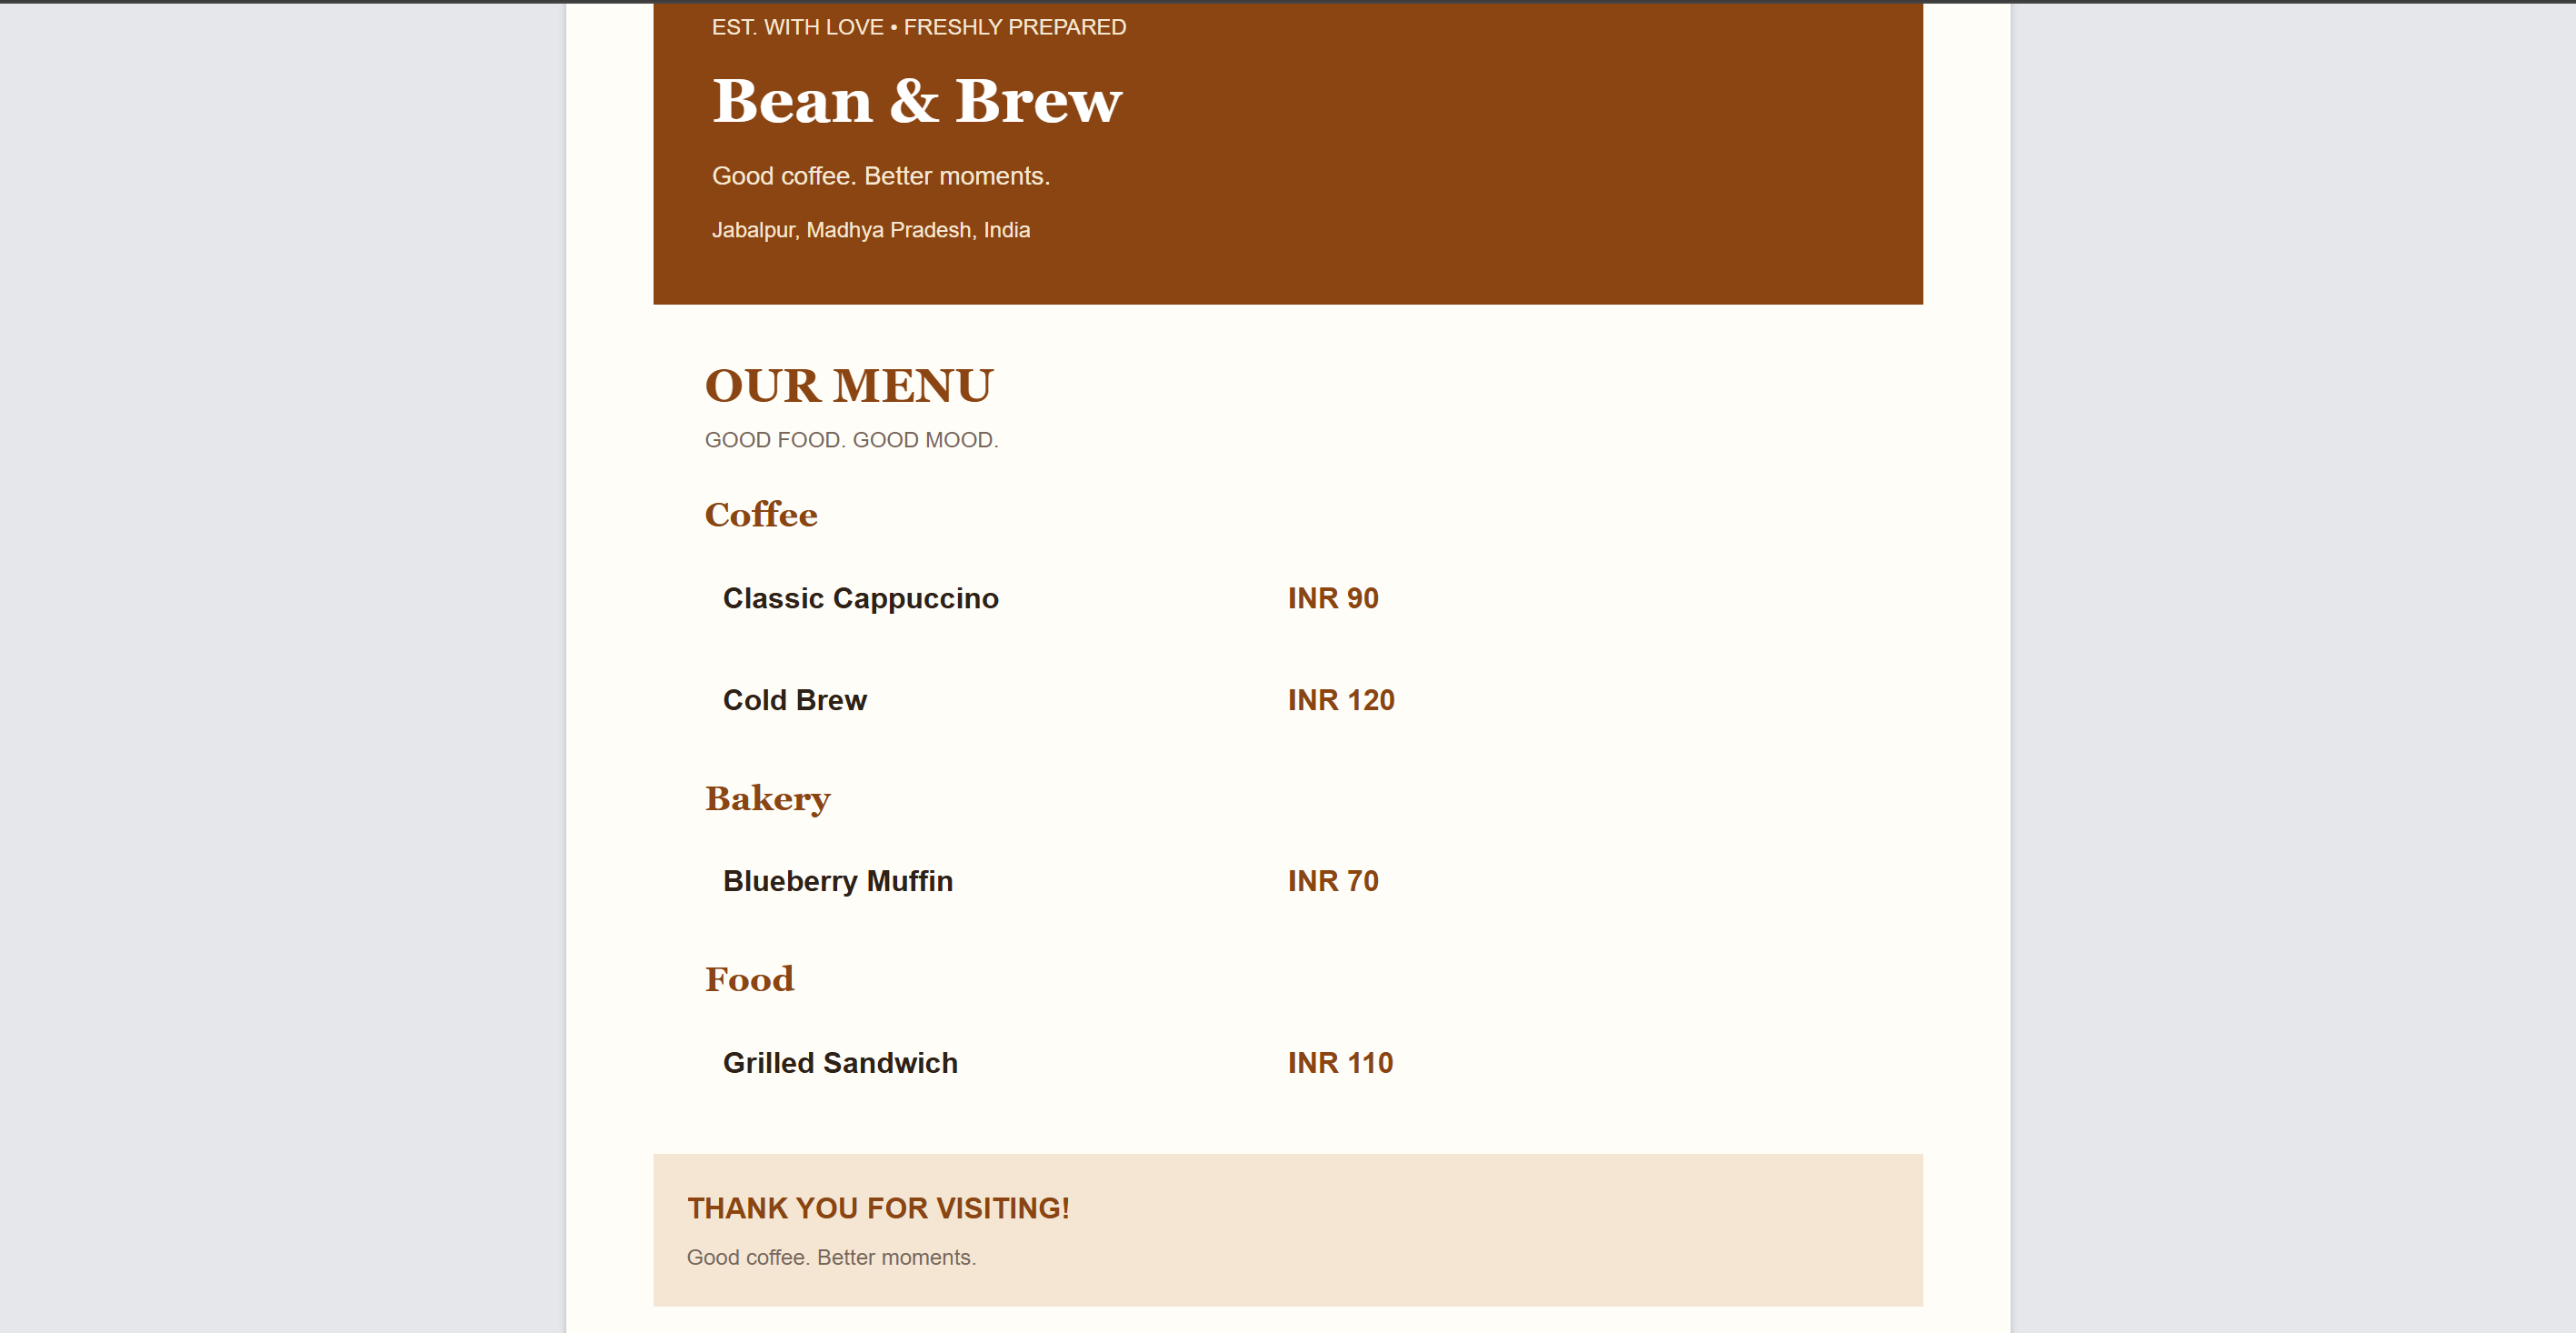 EST. WITH LOVE • FRESHLY PREPARED
Bean & Brew
Good coffee. Better moments.
Jabalpur, Madhya Pradesh, India
OUR MENU
GOOD FOOD. GOOD MOOD.
Coffee
Classic Cappuccino INR 90
Cold Brew INR 120
Bakery
Blueberry Muffin INR 70
Food
Grilled Sandwich INR 110
THANK YOU FOR VISITING!
Good coffee. Better moments.